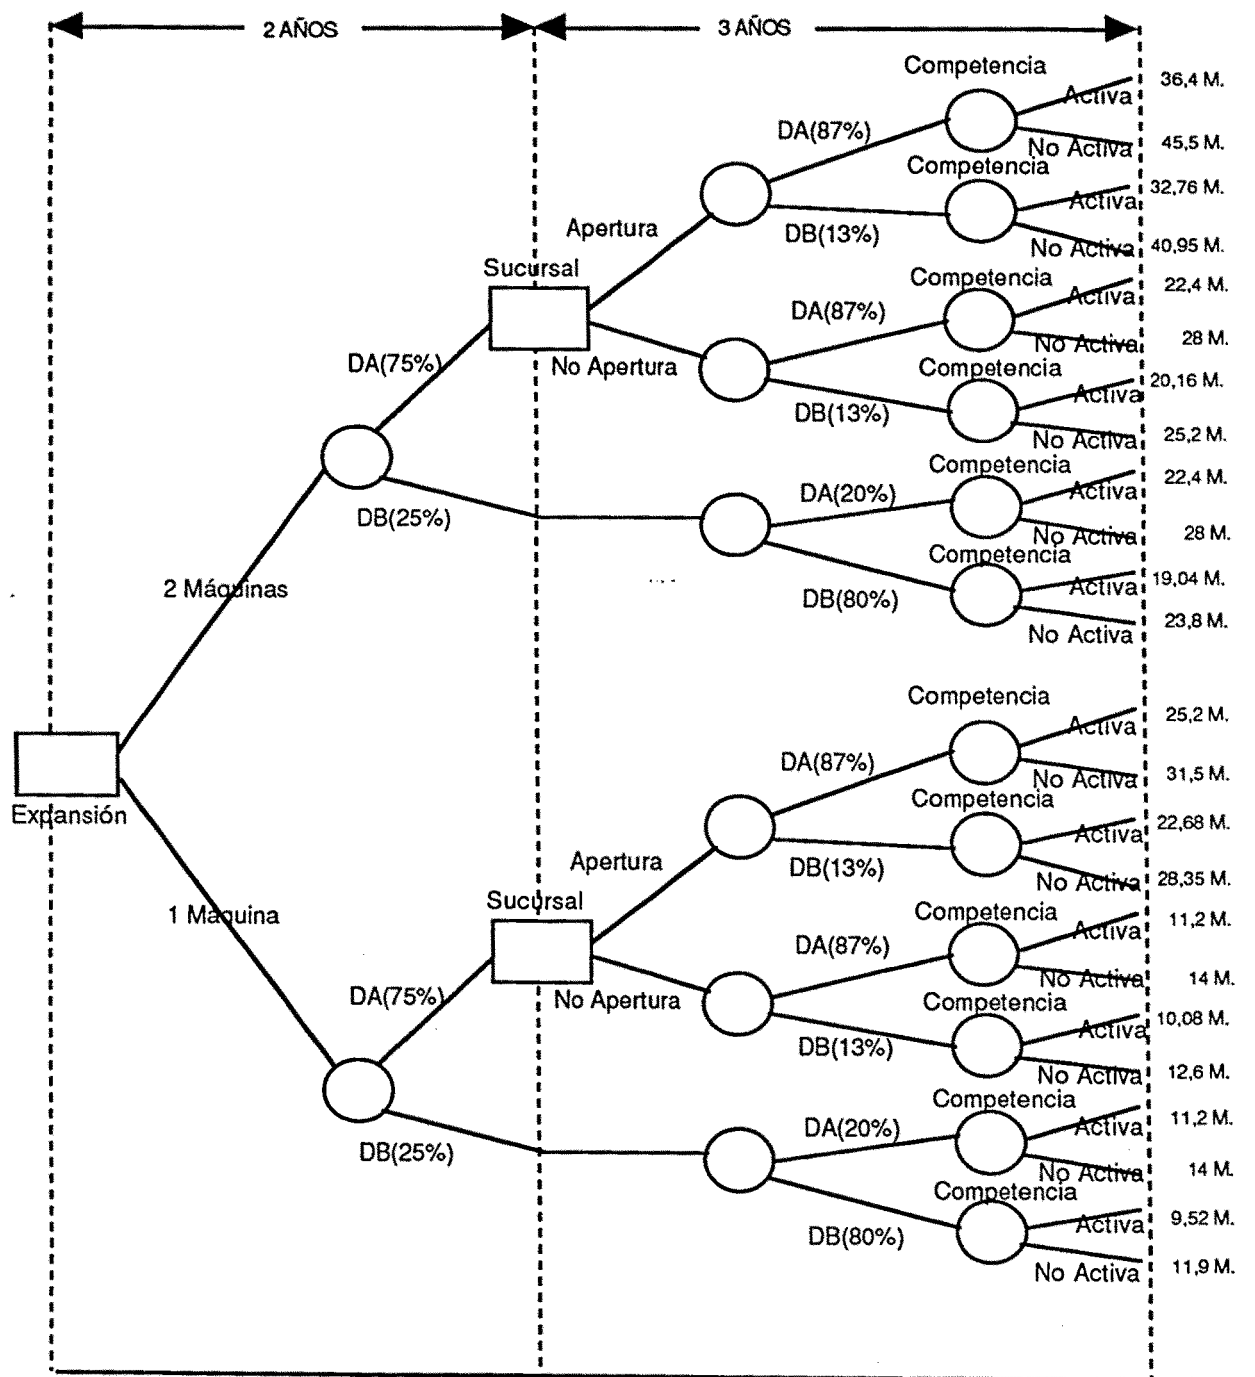 2 AÑOS
3 AÑOS
Competencia
Activa
36,4 M.
DA(87%)
No Activa
45,5 M.
Competencia
Activa
32,76 M.
Apertura
DB(13%)
No Activa
40,95 M.
Sucursal
Competencia
Activa
22,4 M.
DA(87%)
No Activa
28 M.
DA(75%)
No Apertura
Competencia
Activa
20,16 M.
DB(13%)
No Activa
25,2 M.
Competencia
Activa
22,4 M.
DB(25%)
DA(20%)
No Activa
28 M.
Competencia
Activa
19,04 M.
2 Máquinas
DB(80%)
No Activa
23,8 M.
Competencia
Activa
25,2 M.
DA(87%)
No Activa
31,5 M.
Expansión
Competencia
Activa
22,68 M.
Apertura
DB(13%)
No Activa
28,35 M.
1 Máquina
Sucursal
Competencia
Activa
11,2 M.
DA(87%)
No Activa
14 M.
DA(75%)
No Apertura
Competencia
Activa
10,08 M.
DB(13%)
No Activa
12,6 M.
Competencia
Activa
11,2 M.
DB(25%)
DA(20%)
No Activa
14 M.
Competencia
Activa
9,52 M.
DB(80%)
No Activa
11,9 M.